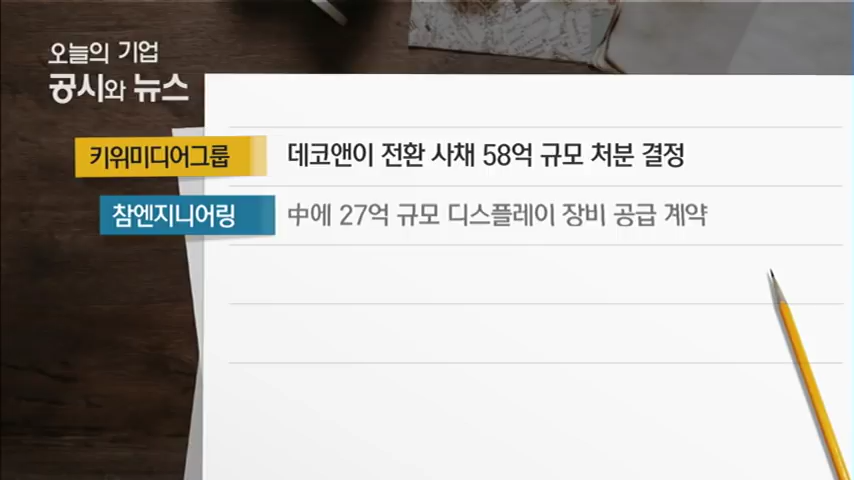 오늘의 기업
공시와 뉴스
키위미디어그룹 데코앤이 전환 사채 58억 규모 처분 결정
참엔지니어링 中에 27억 규모 디스플레이 장비 공급 계약